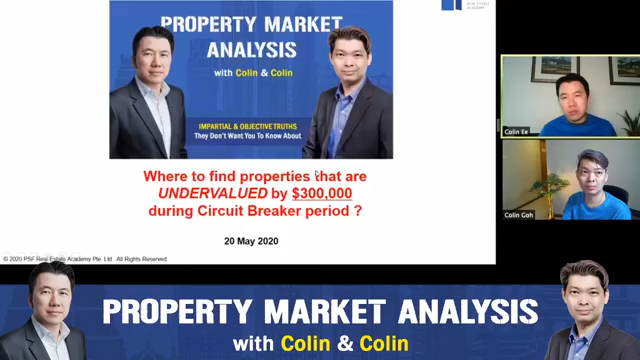 PROPERTY MARKET
ANALYSIS
with Colin & Colin
IMPARTIAL & OBJECTIVE TRUTHS
They Don't Want You To Know About
Where to find properties that are
UNDERVALUED by $300,000
during Circuit Breaker period ?
20 May 2020
© 2020 PSF Real Estate Academy Pte. Ltd. All Rights Reserved
Colin Ee
Colin Goh
PROPERTY MARKET ANALYSIS
with Colin & Colin